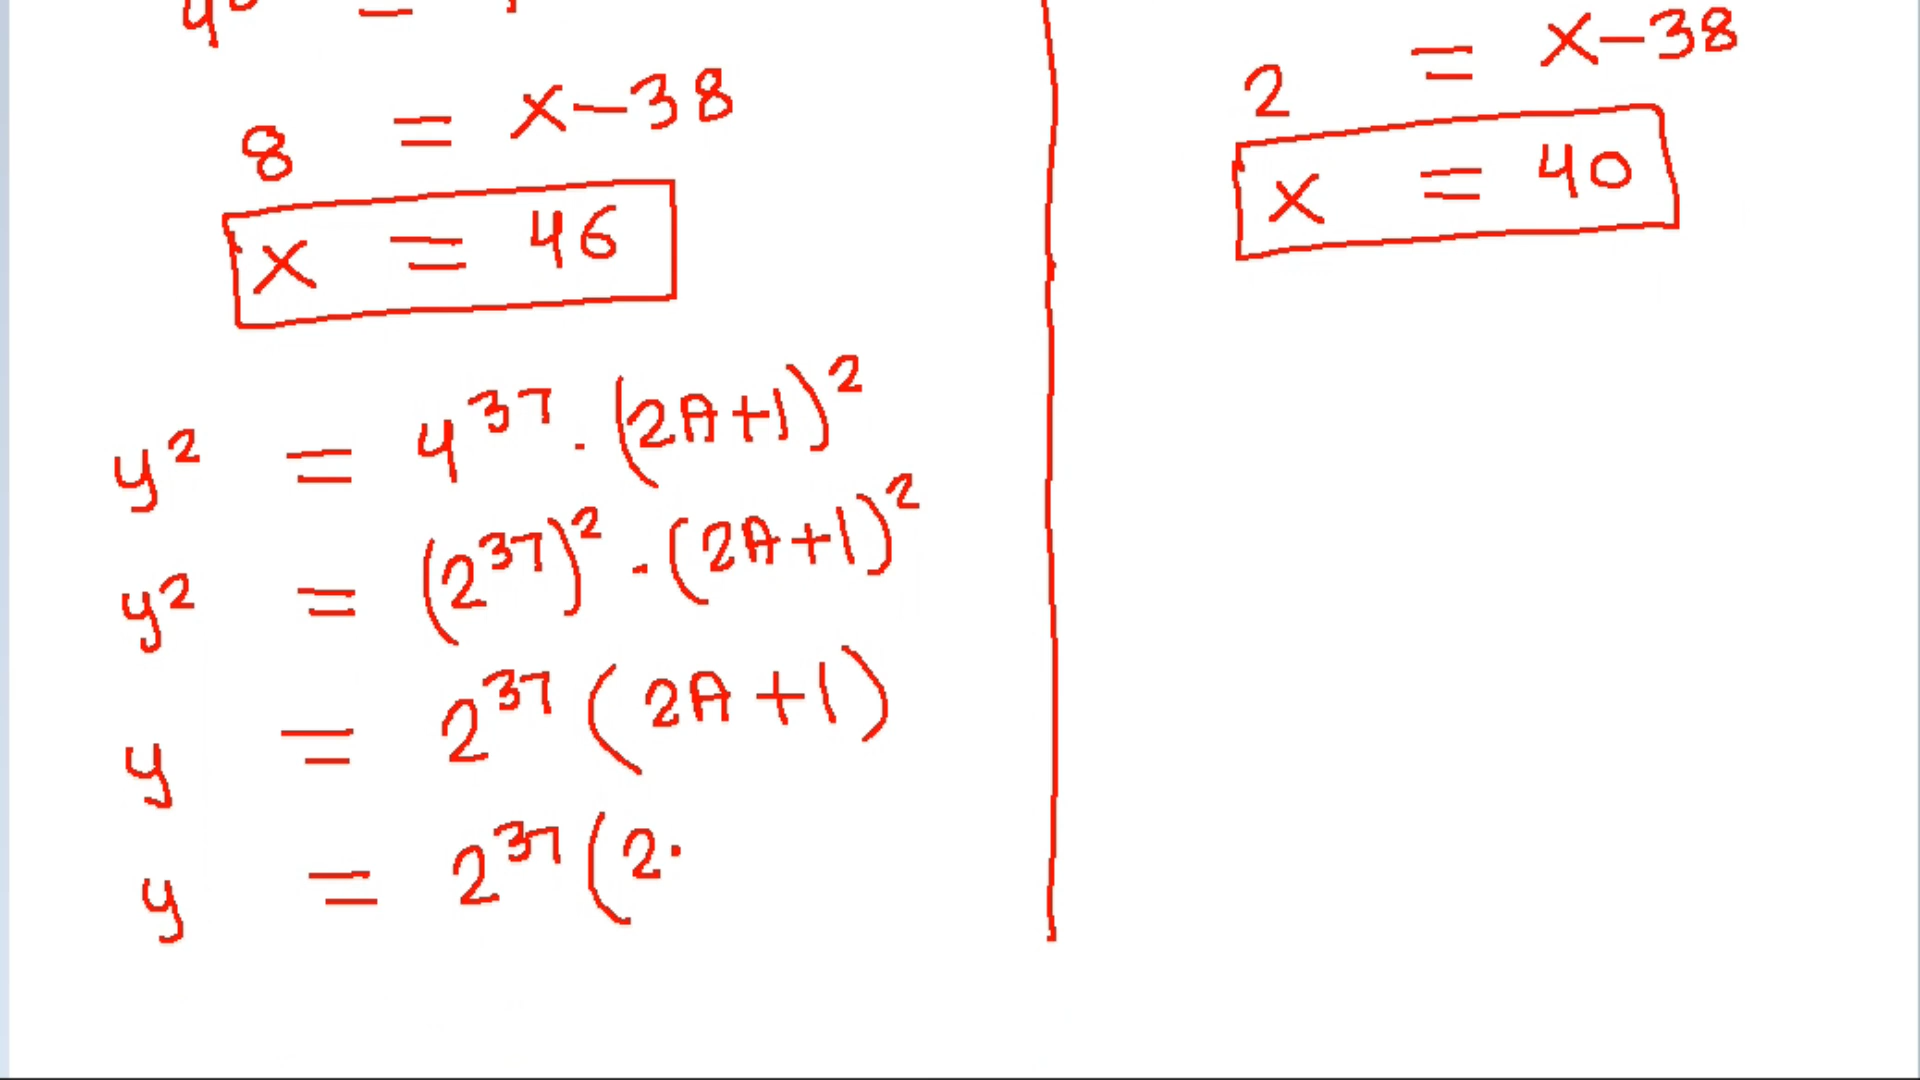 8 = x-38
x = 46
y² = 4³⁷ . (2A+1)²
y² = (2³⁷)² . (2A+1)²
y = 2³⁷ (2A+1)
y = 2³⁷ (2.
2 = x-38
x = 40